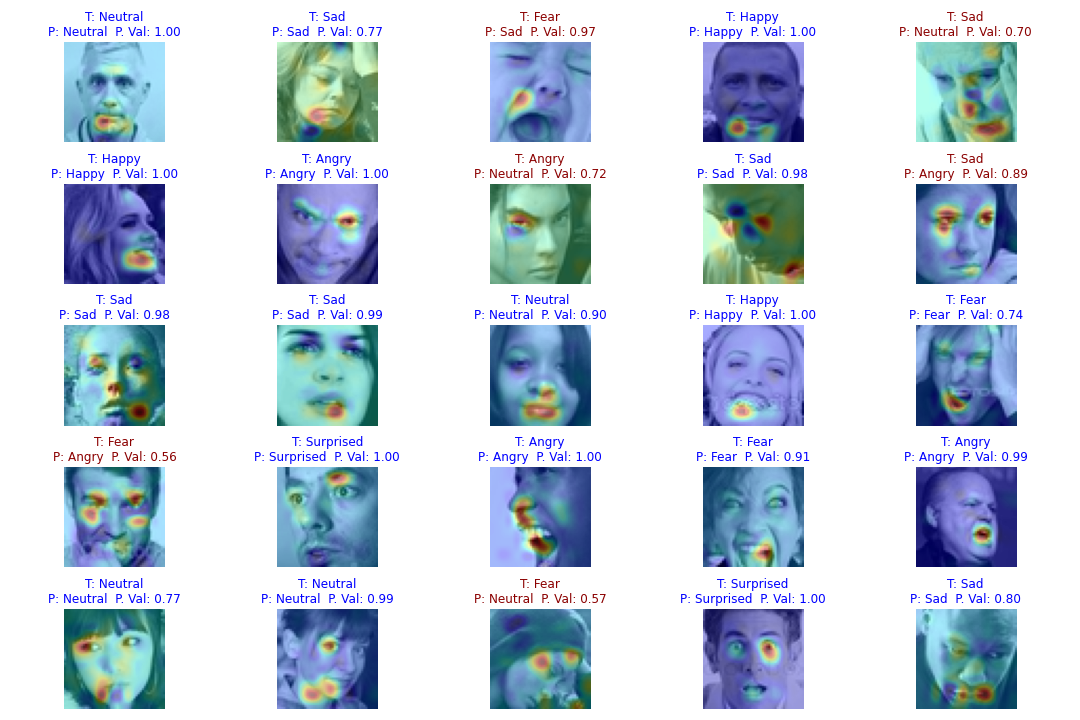 T: Neutral
P: Neutral  P. Val: 1.00
T: Sad
P: Sad  P. Val: 0.77
T: Fear
P: Sad  P. Val: 0.97
T: Happy
P: Happy  P. Val: 1.00
T: Sad
P: Neutral  P. Val: 0.70
T: Happy
P: Happy  P. Val: 1.00
T: Angry
P: Angry  P. Val: 1.00
T: Angry
P: Neutral  P. Val: 0.72
T: Sad
P: Sad  P. Val: 0.98
T: Sad
P: Angry  P. Val: 0.89
T: Sad
P: Sad  P. Val: 0.98
T: Sad
P: Sad  P. Val: 0.99
T: Neutral
P: Neutral  P. Val: 0.90
T: Happy
P: Happy  P. Val: 1.00
T: Fear
P: Fear  P. Val: 0.74
T: Fear
P: Angry  P. Val: 0.56
T: Surprised
P: Surprised  P. Val: 1.00
T: Angry
P: Angry  P. Val: 1.00
T: Fear
P: Fear  P. Val: 0.91
T: Angry
P: Angry  P. Val: 0.99
T: Neutral
P: Neutral  P. Val: 0.77
T: Neutral
P: Neutral  P. Val: 0.99
T: Fear
P: Neutral  P. Val: 0.57
T: Surprised
P: Surprised  P. Val: 1.00
T: Sad
P: Sad  P. Val: 0.80